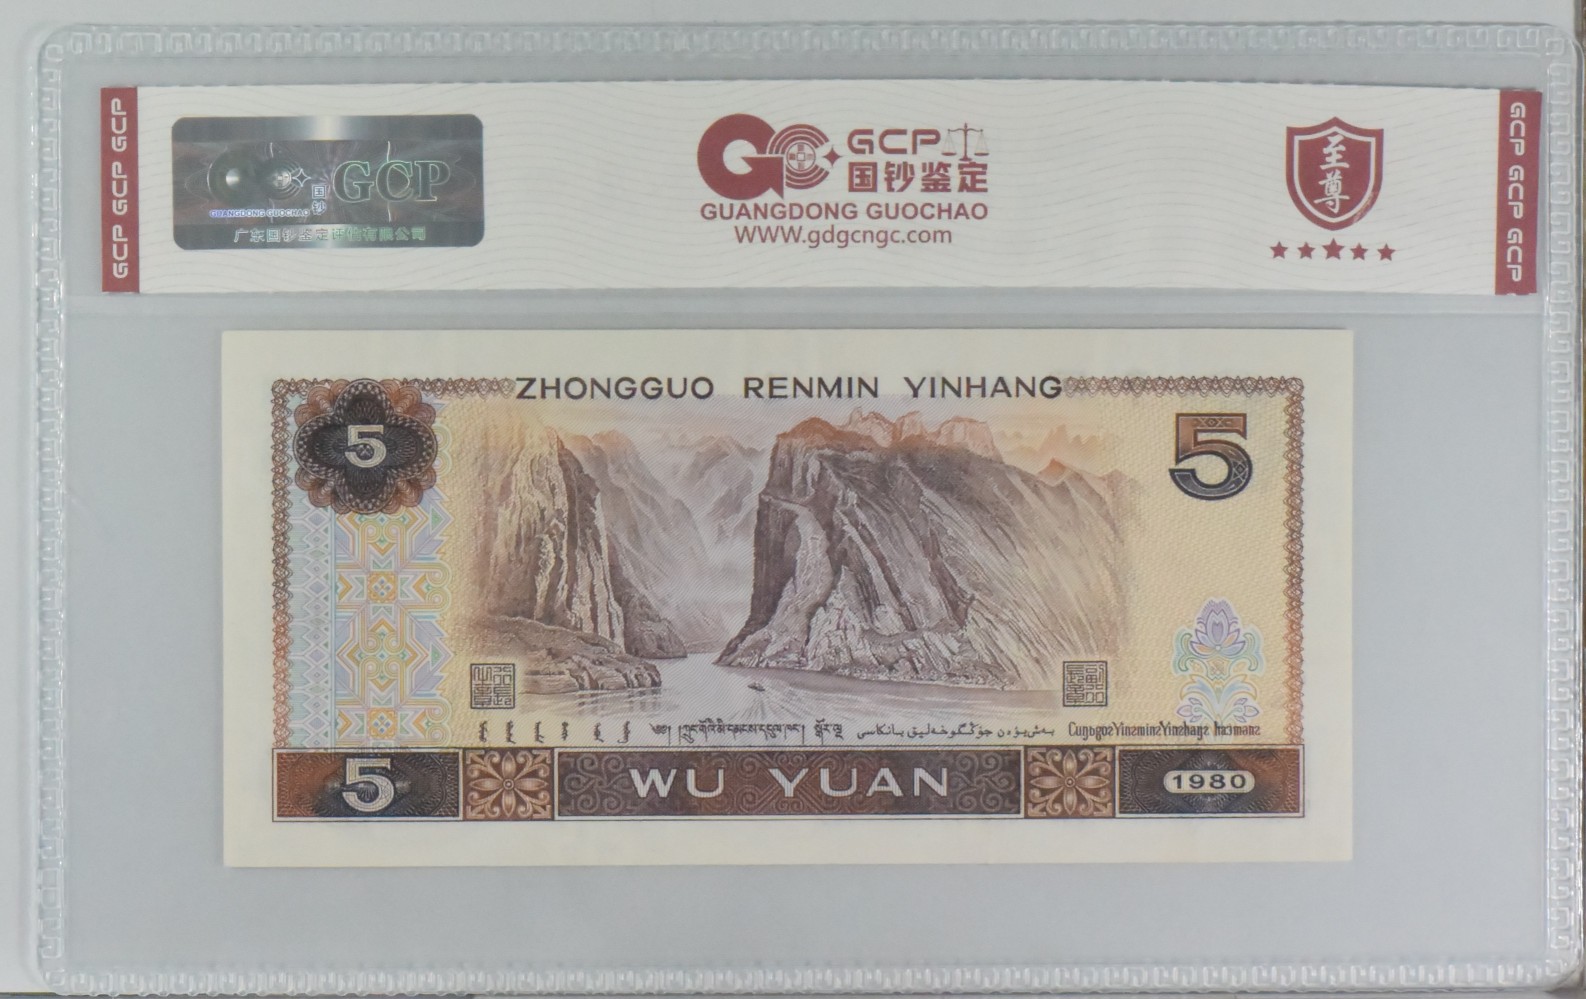 GCP GCP GCP
国钞 GCP
GUANGDONG GUOCHAO
广东国钞鉴定评估有限公司
GCP
国钞鉴定
GUANGDONG GUOCHAO
WWW.gdgcngc.com
至尊
GCP GCP GCP
ZHONGGUO RENMIN YINHANG
5
5
WU YUAN
5
1980